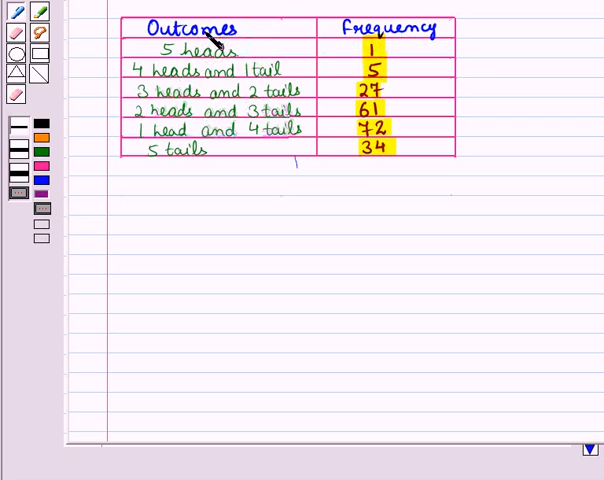 Outcomes Frequency
5 heads 1
4 heads and 1 tail 5
3 heads and 2 tails 27
2 heads and 3 tails 61
1 head and 4 tails 72
5 tails 34